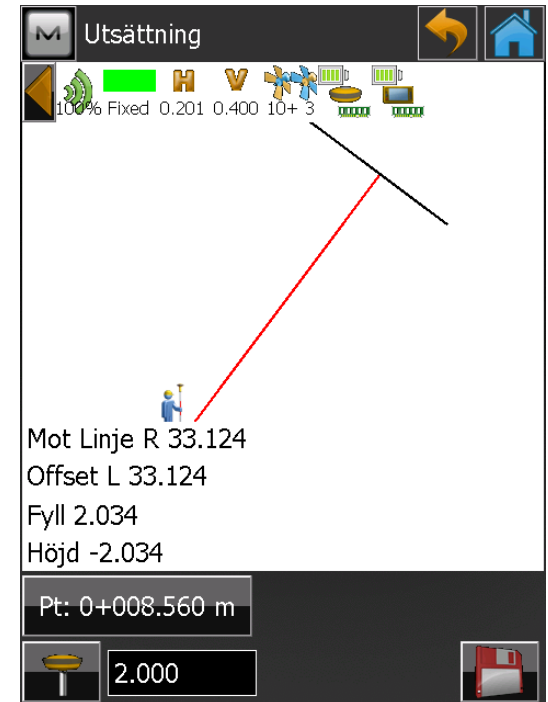 Utsättning
100% Fixed 0.201 0.400 10+ 3
H V
Mot Linje R 33.124
Offset L 33.124
Fyll 2.034
Höjd -2.034
Pt: 0+008.560 m
2.000